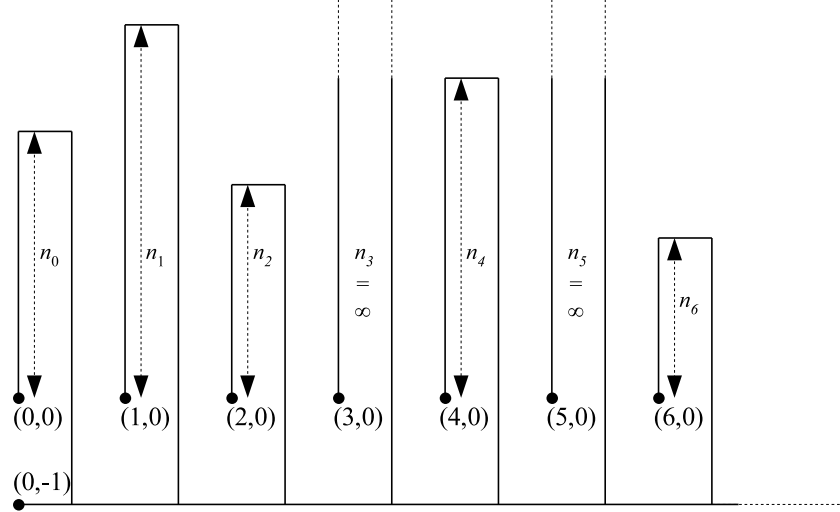 n₀ n₁ n₂ n₃ n₄ n₅
= =
∞ ∞ n₆
(0,0) (1,0) (2,0) (3,0) (4,0) (5,0) (6,0)
(0,-1)